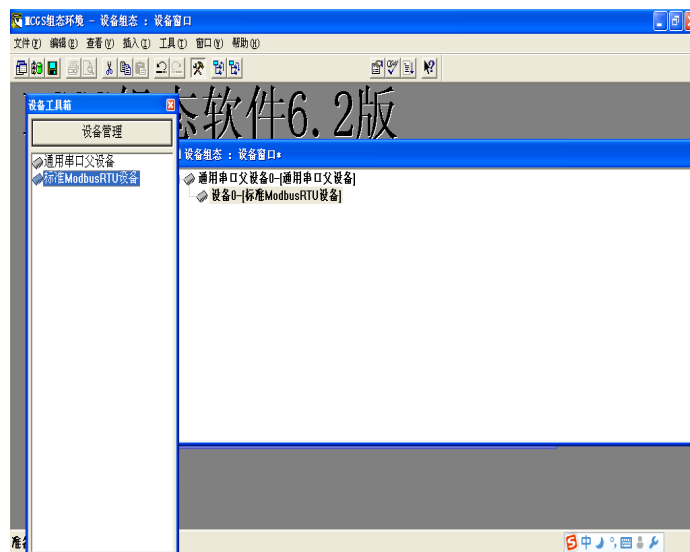 MCGS组态环境 - 设备组态 : 设备窗口
文件(F) 编辑(E) 查看(V) 插入(I) 工具(T) 窗口(W) 帮助(H)
组态软件6.2版
设备工具箱
设备管理
通用串口父设备
标准ModbusRTU设备
设备组态 : 设备窗口*
通用串口父设备0-[通用串口父设备]
设备0-[标准ModbusRTU设备]
准
中